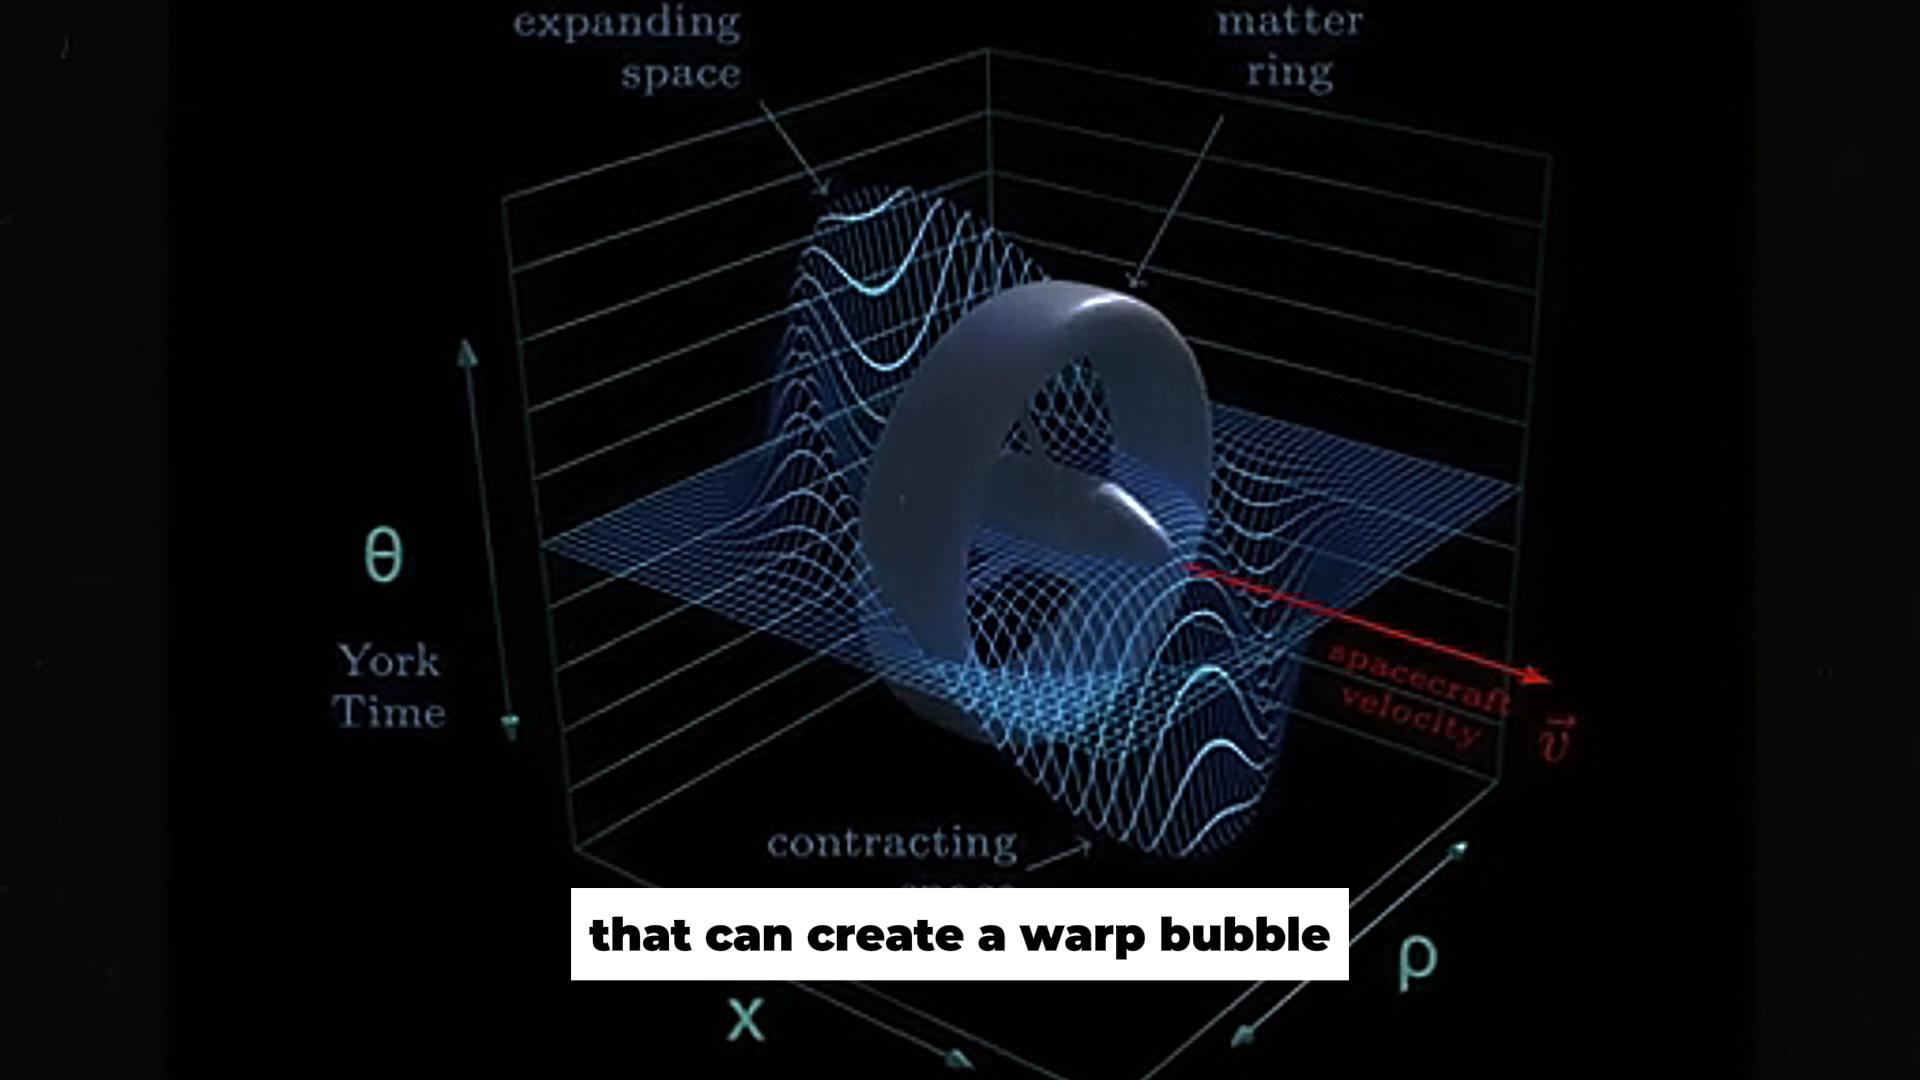 expanding
space
matter
ring
θ
York
Time
spacecraft
velocity
v⃗
contracting
that can create a warp bubble
ρ
x